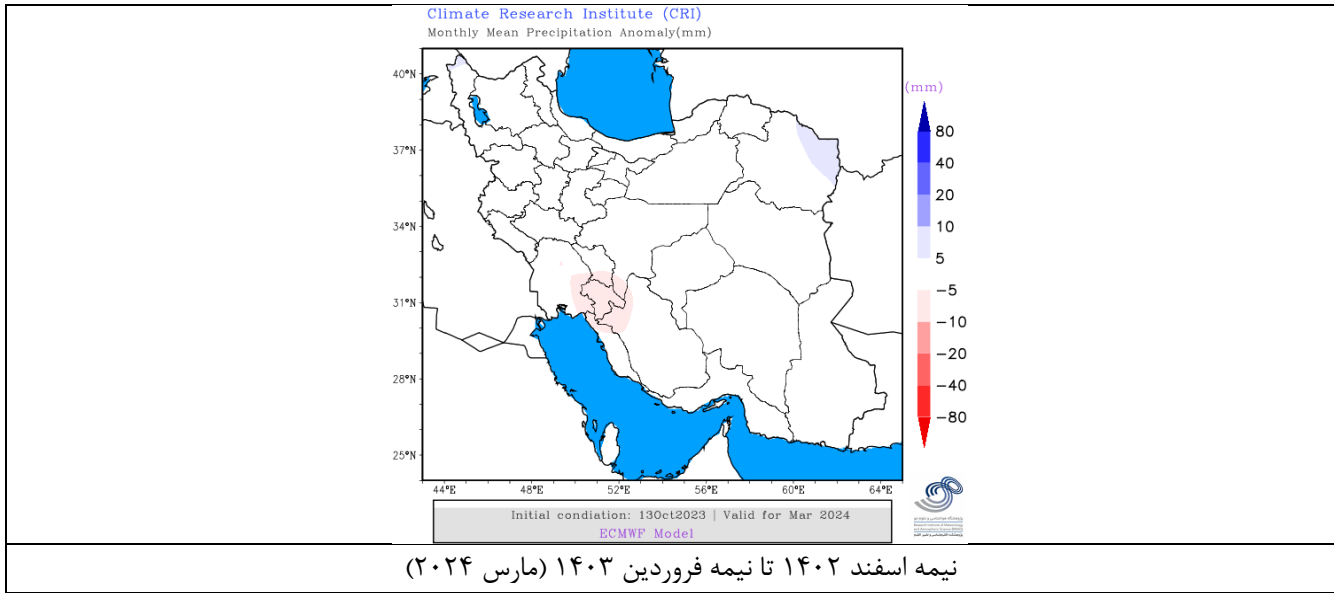 Climate Research Institute (CRI)
Monthly Mean Precipitation Anomaly(mm)
40°N
37°N
34°N
31°N
28°N
25°N
44°E 48°E 52°E 56°E 60°E 64°E
(mm)
80
40
20
10
5
−5
−10
−20
−40
−80
Initial condiation: 13Oct2023 | Valid for Mar 2024
ECMWF Model
نیمه اسفند ۱۴۰۲ تا نیمه فروردین ۱۴۰۳ (مارس ۲۰۲۴)